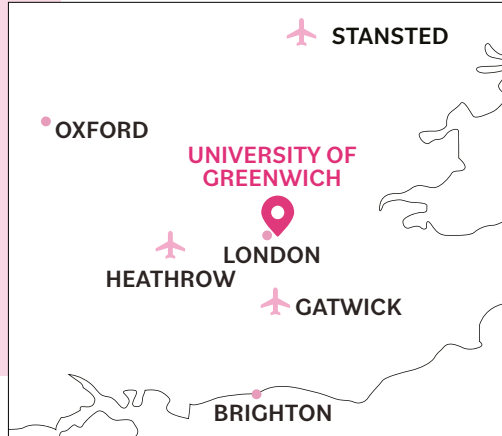 STANSTED
OXFORD
UNIVERSITY OF
GREENWICH
LONDON
HEATHROW
GATWICK
BRIGHTON